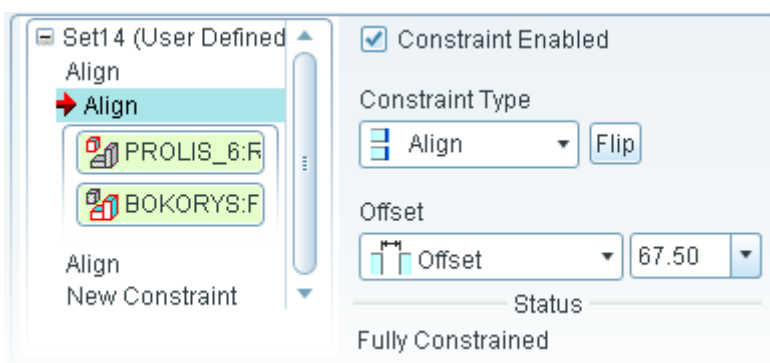 Set14 (User Defined
Align
Align
PROLIS_6:R
BOKORYS:F
Align
New Constraint
Constraint Enabled
Constraint Type
Align
Flip
Offset
Offset
67.50
Status
Fully Constrained